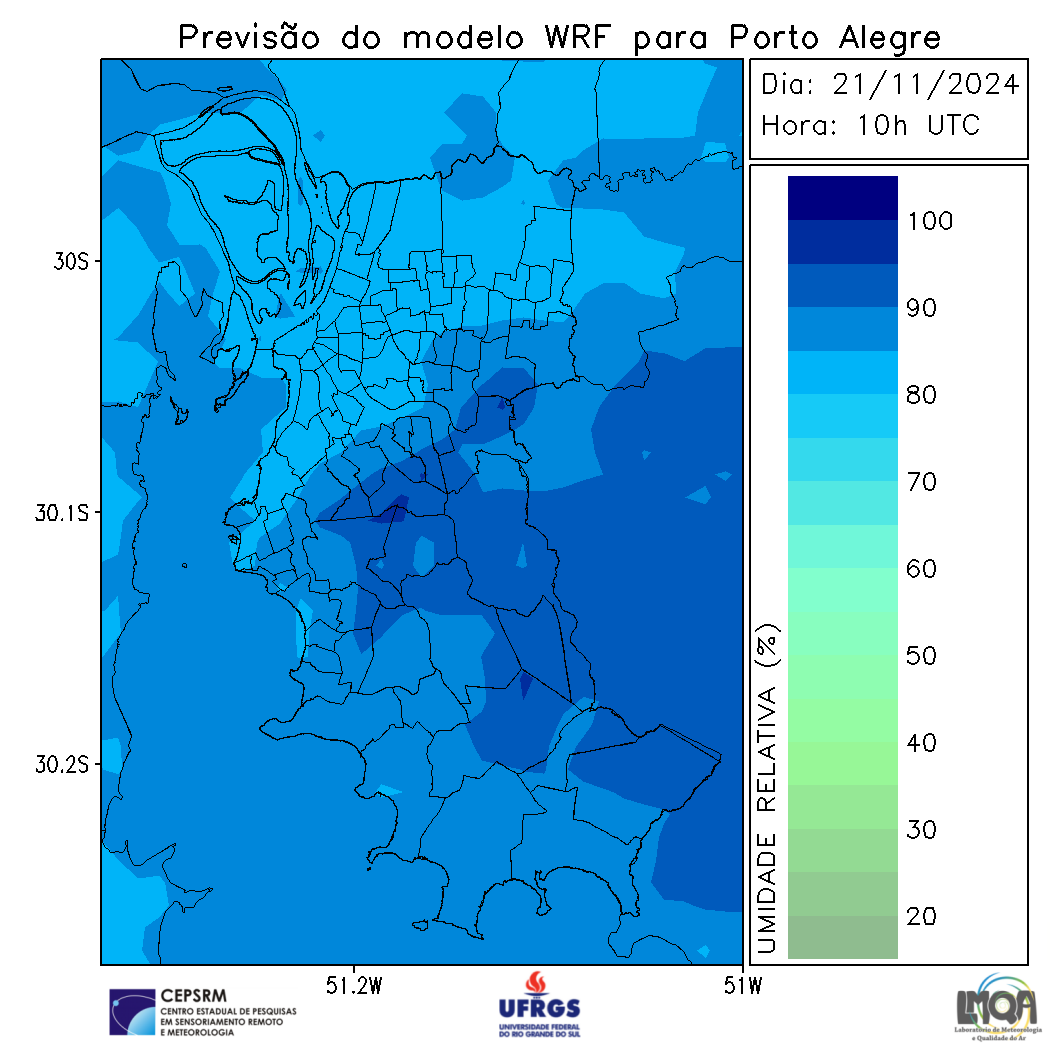 Previsão do modelo WRF para Porto Alegre
Dia: 21/11/2024
Hora: 10h UTC
30S
30.1S
30.2S
51.2W
51W
UMIDADE RELATIVA (%)
100
90
80
70
60
50
40
30
20
CEPSRM
CENTRO ESTADUAL DE PESQUISAS
EM SENSORIAMENTO REMOTO
E METEOROLOGIA
UFRGS
UNIVERSIDADE FEDERAL
DO RIO GRANDE DO SUL
LMQA
Laboratório de Meteorologia
e Qualidade do Ar